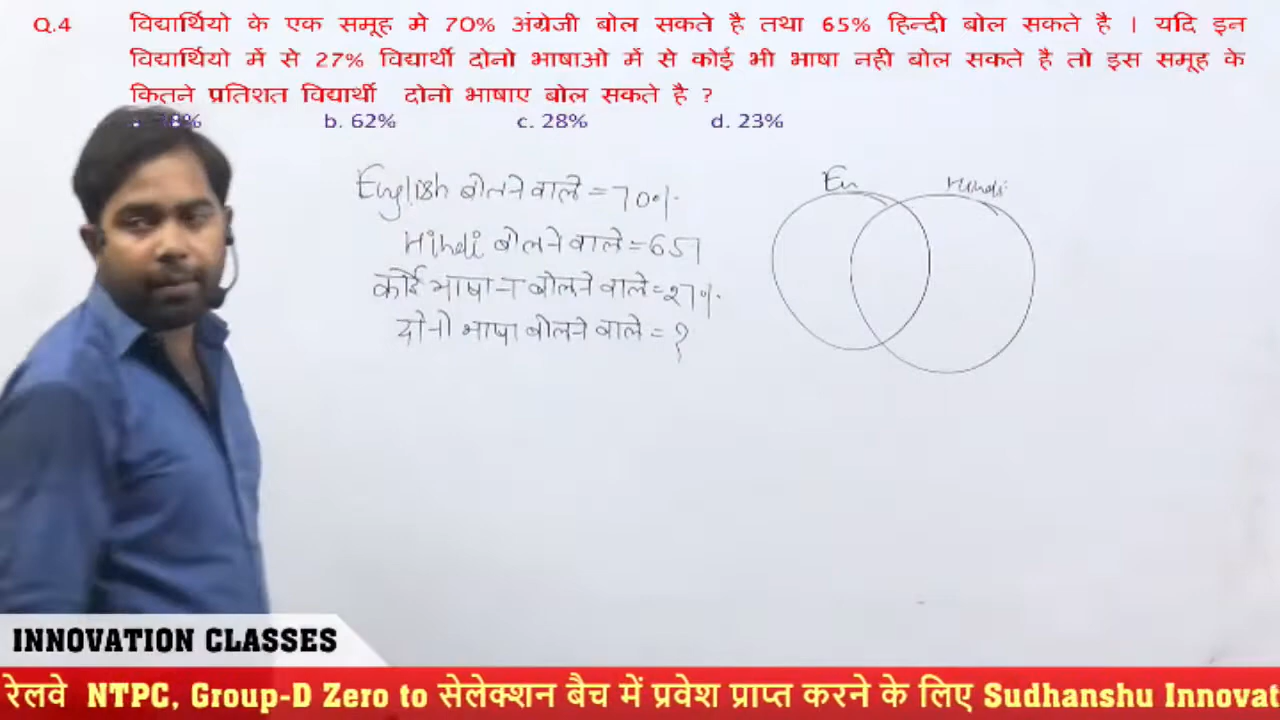 Q.4 विद्यार्थियो के एक समूह मे 70% अंग्रेजी बोल सकते है तथा 65% हिन्दी बोल सकते है । यदि इन
विद्यार्थियो में से 27% विद्यार्थी दोनो भाषाओ में से कोई भी भाषा नही बोल सकते है तो इस समूह के
कितने प्रतिशत विद्यार्थी दोनो भाषाए बोल सकते है ?
b. 62% c. 28% d. 23%
English बोलने वाले = 70%
Hindi बोलने वाले = 65%
कोई भाषा न बोलने वाले = 27%
दोनो भाषा बोलने वाले = ?
En Hindi
INNOVATION CLASSES
रेलवे NTPC, Group-D Zero to सेलेक्शन बैच में प्रवेश प्राप्त करने के लिए Sudhanshu Innovat